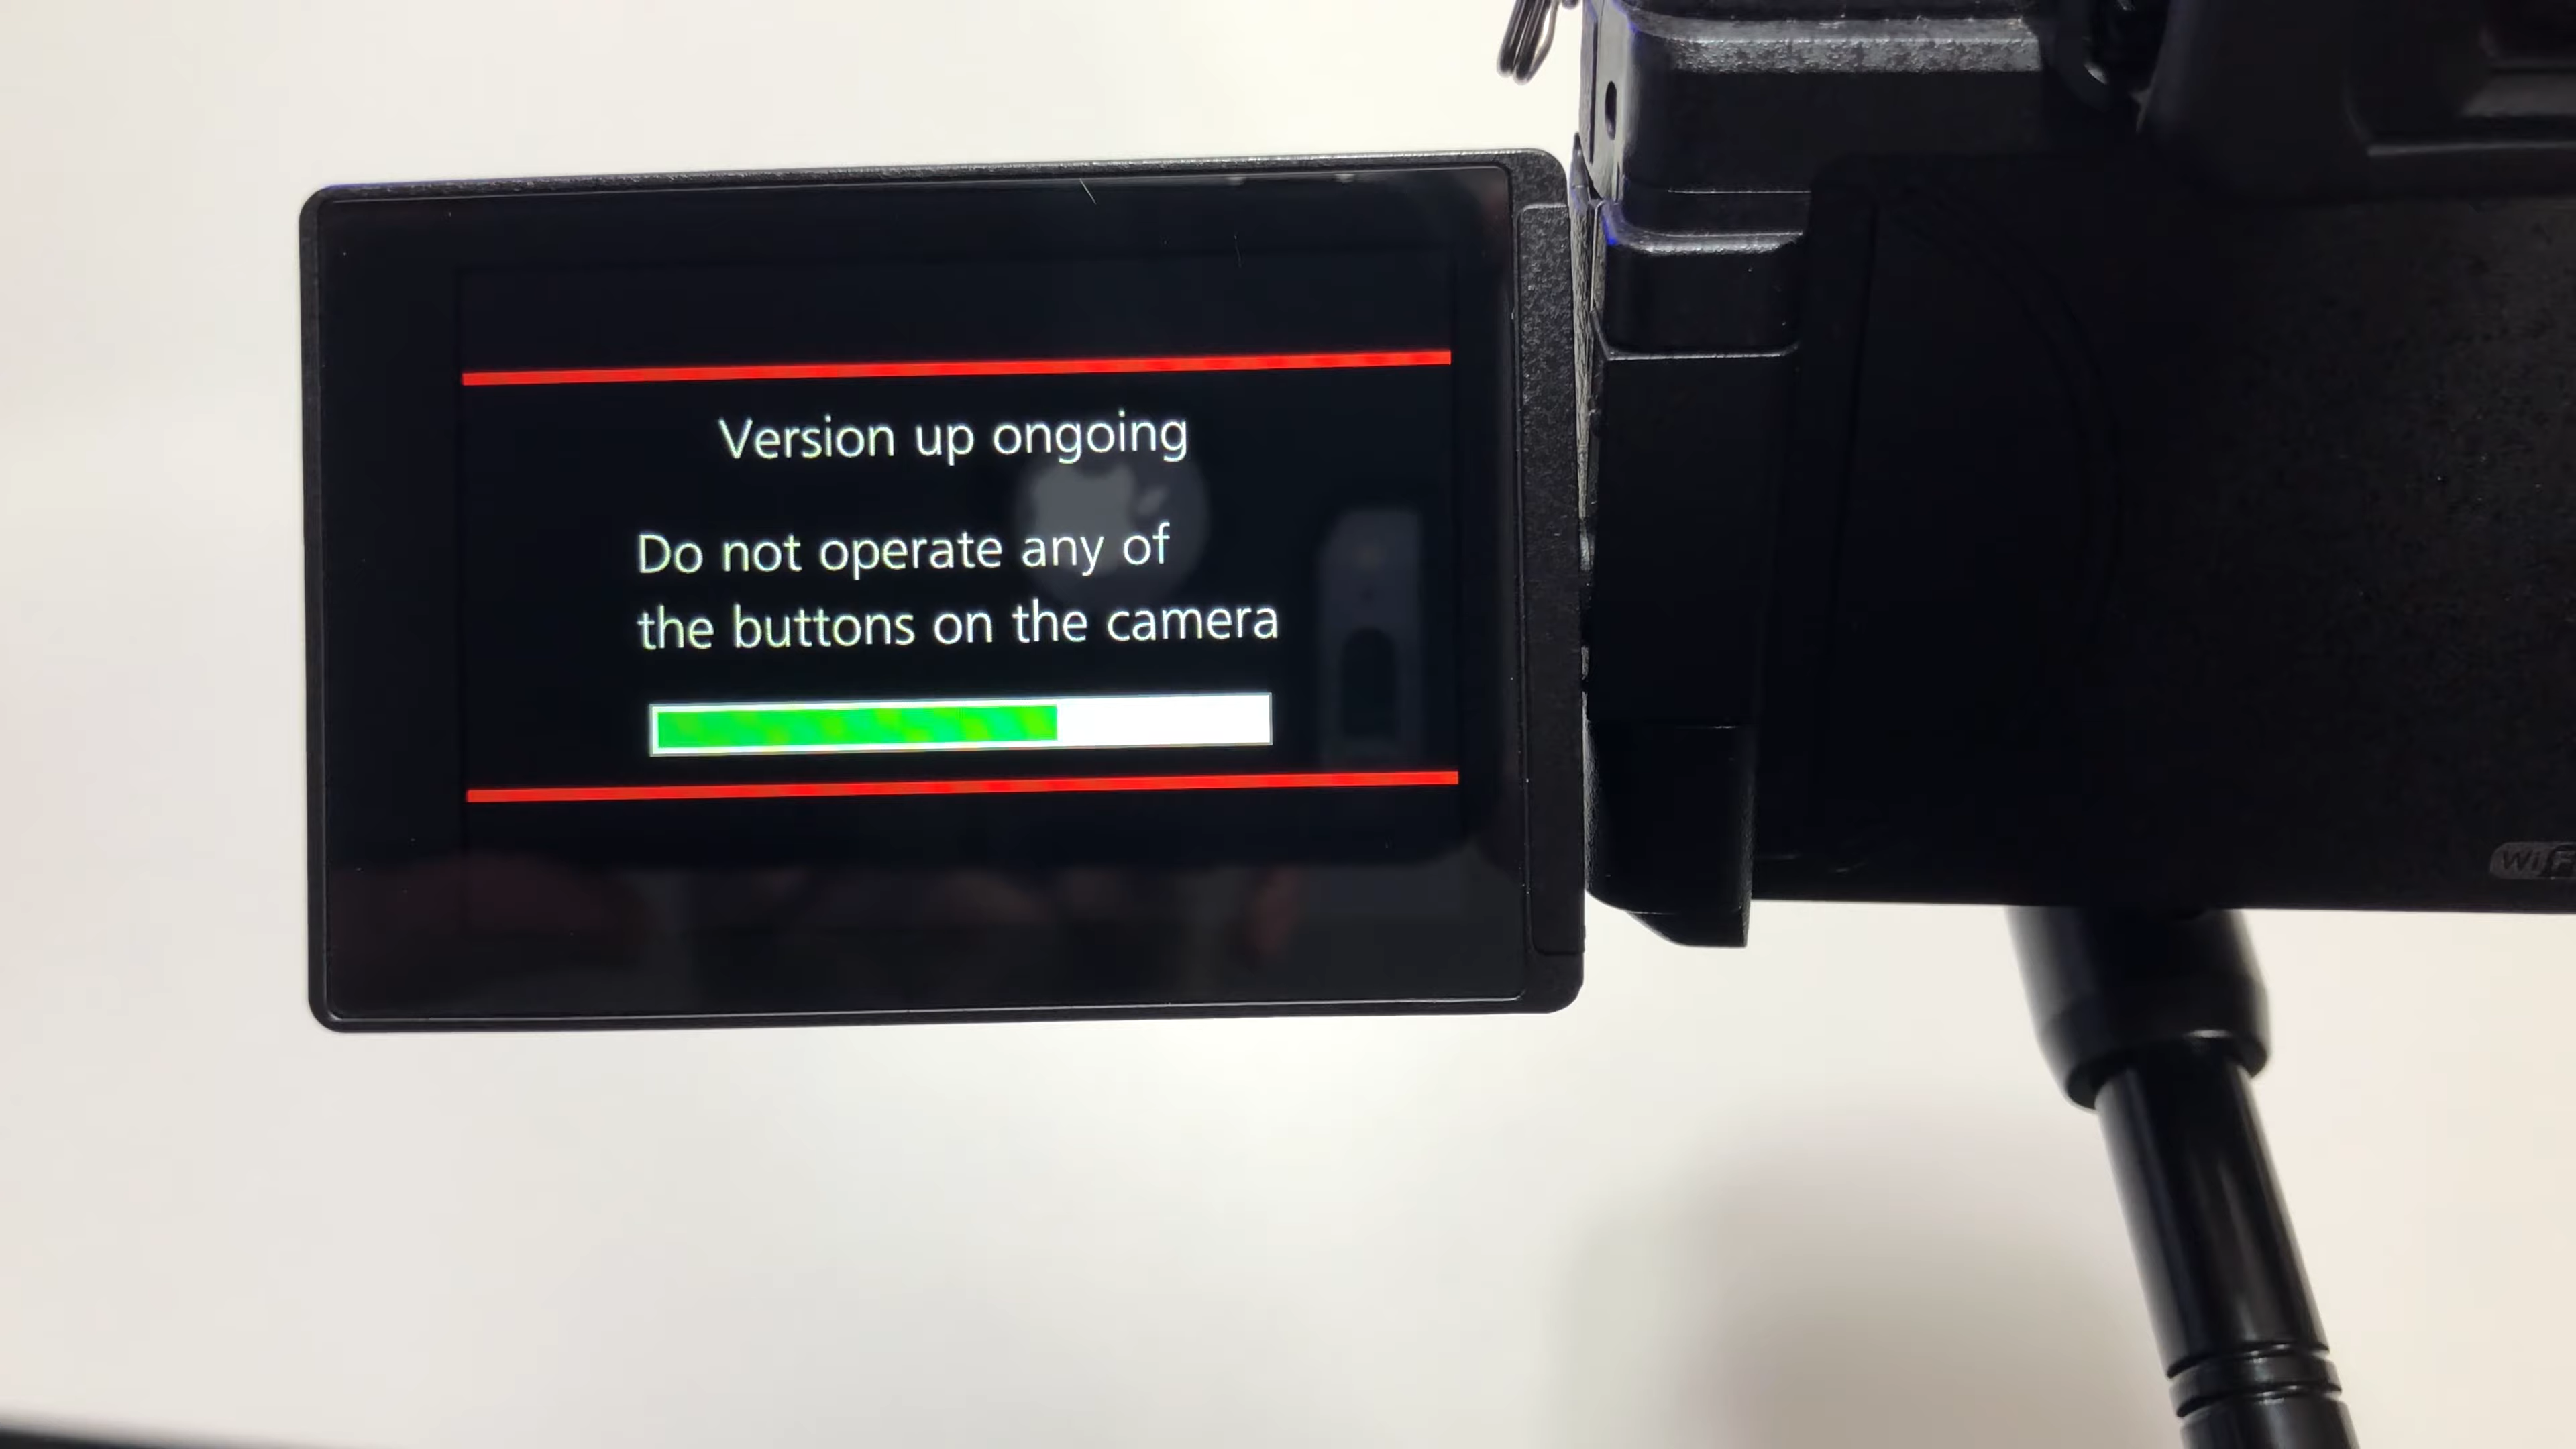 Version up ongoing
Do not operate any of
the buttons on the camera